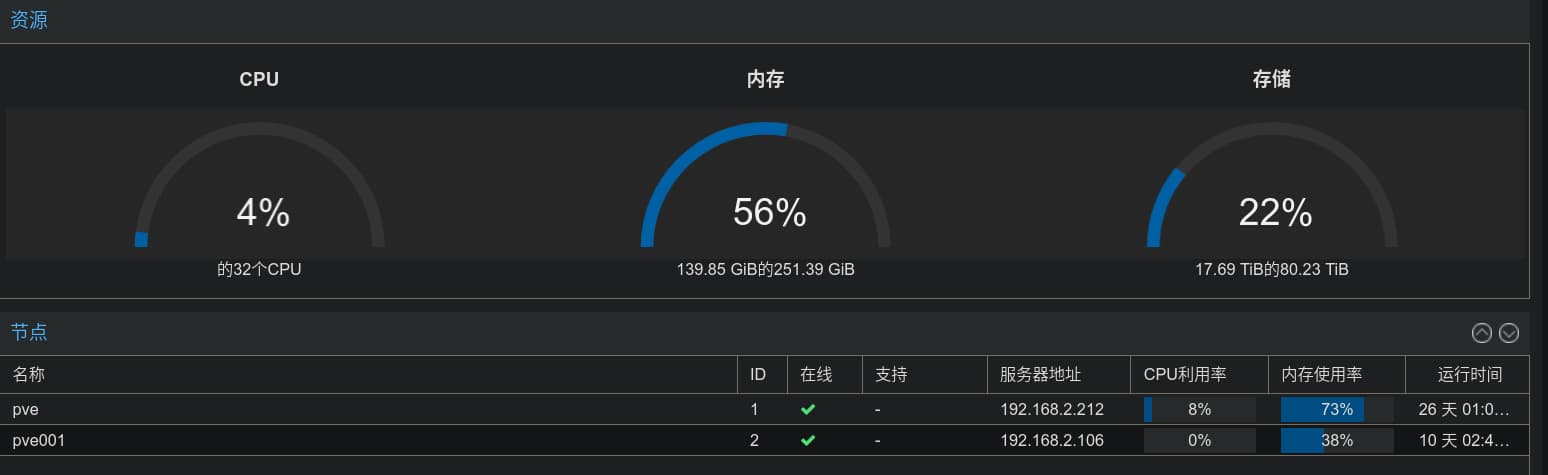 资源
CPU 内存 存储
4% 56% 22%
的32个CPU 139.85 GiB的251.39 GiB 17.69 TiB的80.23 TiB
节点
名称 ID 在线 支持 服务器地址 CPU利用率 内存使用率 运行时间
pve 1 - 192.168.2.212 8% 73% 26 天 01:0...
pve001 2 - 192.168.2.106 0% 38% 10 天 02:4...